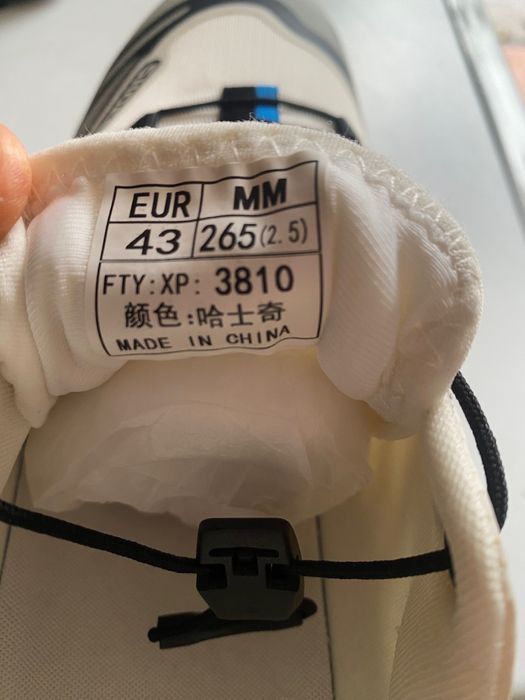 EUR MM
43 265(2.5)
FTY:XP: 3810
颜色:哈士奇
MADE IN CHINA